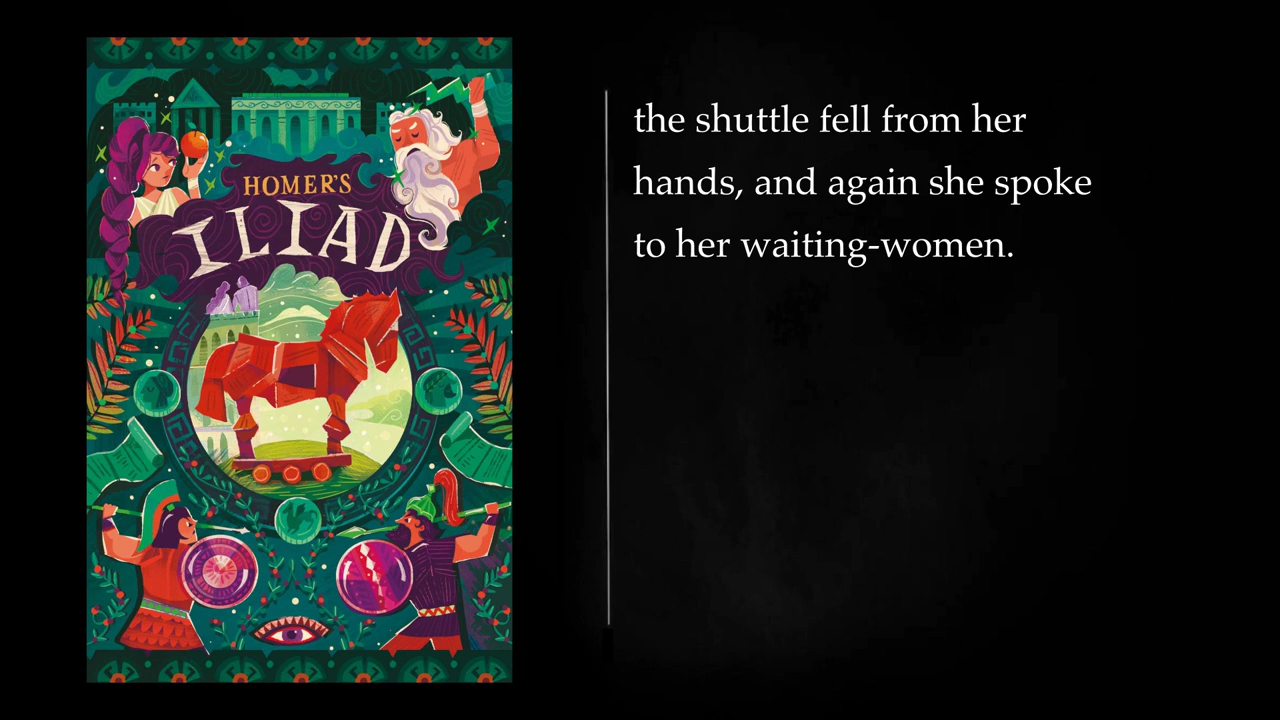 HOMER'S
ILIAD
the shuttle fell from her
hands, and again she spoke
to her waiting-women.